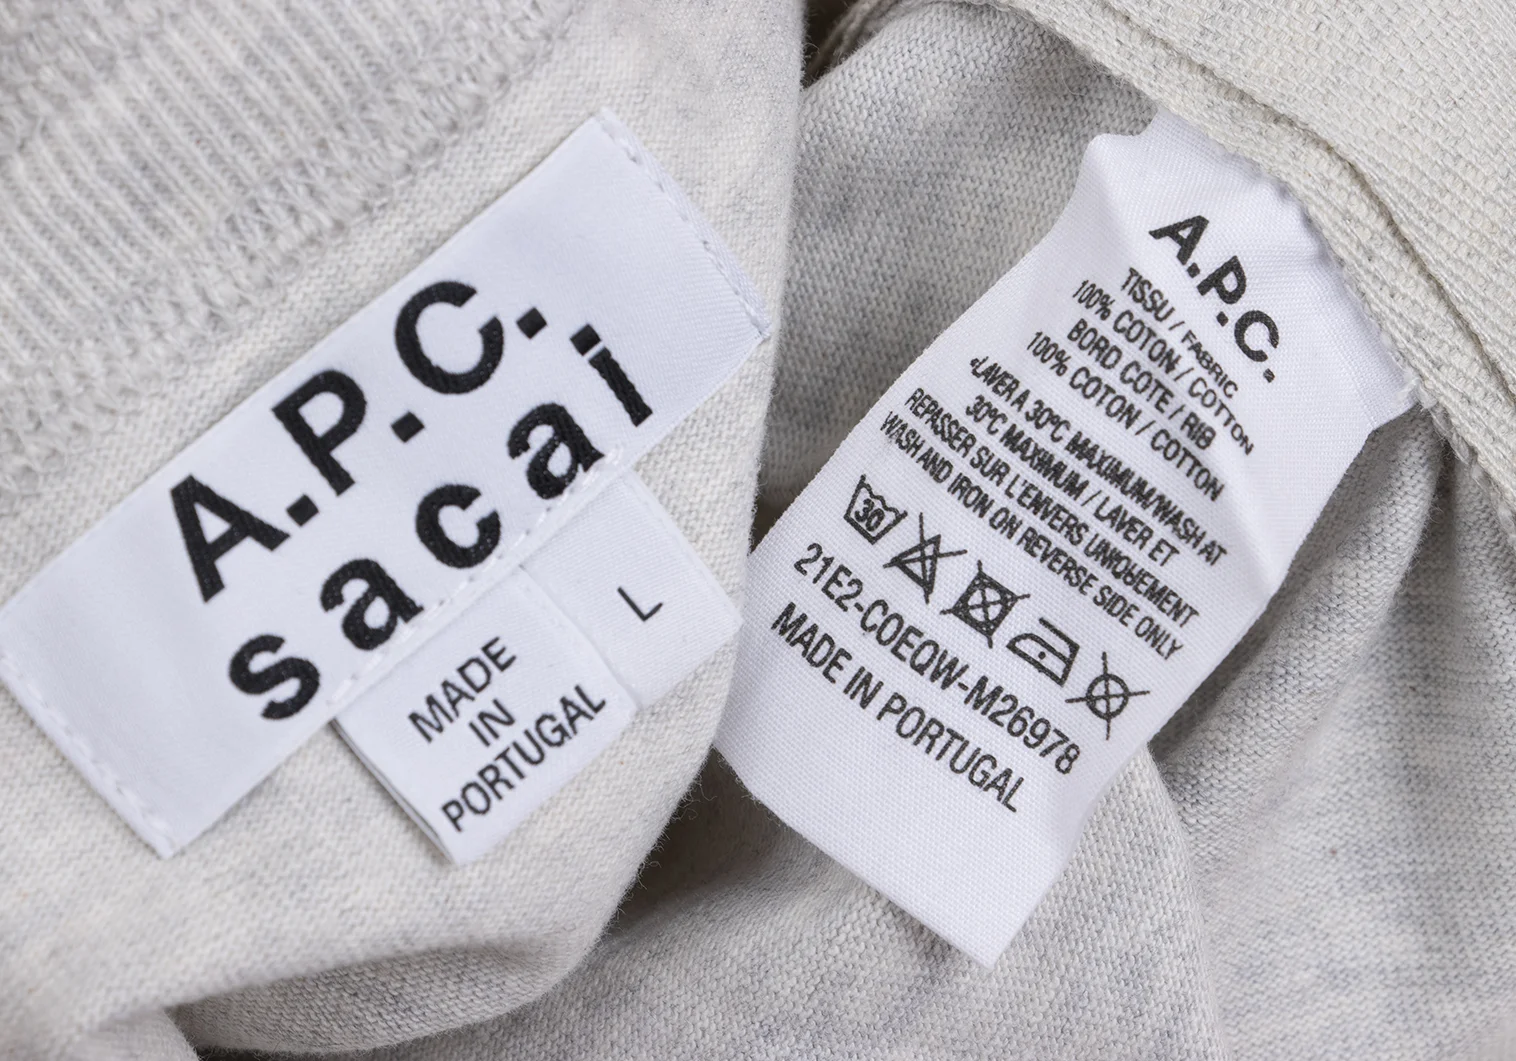 A.P.C.
sacai
L
MADE
IN
PORTUGAL
A.P.C.
TISSU / FABRIC
100% COTON / COTTON
BORD COTE / RIB
100% COTON / COTTON
LAVER A 30°C MAXIMUM/WASH AT
30°C MAXIMUM / LAVER ET
REPASSER SUR L'ENVERS UNIQUEMENT
WASH AND IRON ON REVERSE SIDE ONLY
30
21E2-COEQW-M26978
MADE IN PORTUGAL